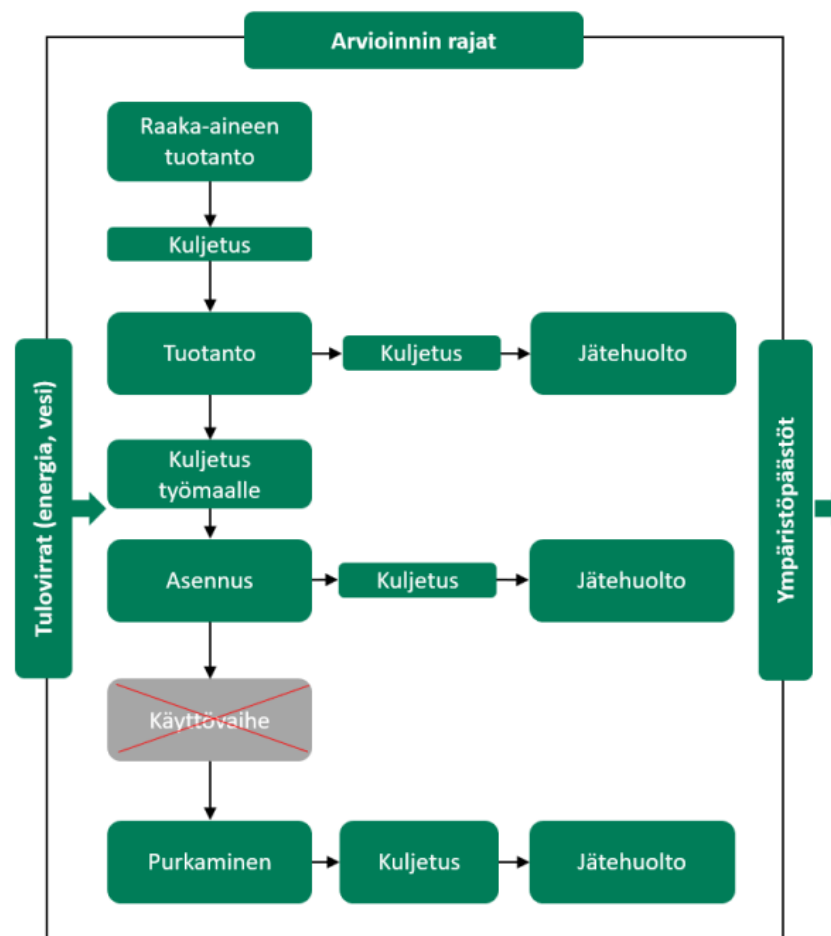 Arvioinnin rajat
Raaka-aineen
tuotanto
Kuljetus
Tuotanto
Kuljetus
Jätehuolto
Tulovirrat (energia, vesi)
Ympäristöpäästöt
Kuljetus
työmaalle
Asennus
Kuljetus
Jätehuolto
Käyttövaihe
Purkaminen
Kuljetus
Jätehuolto